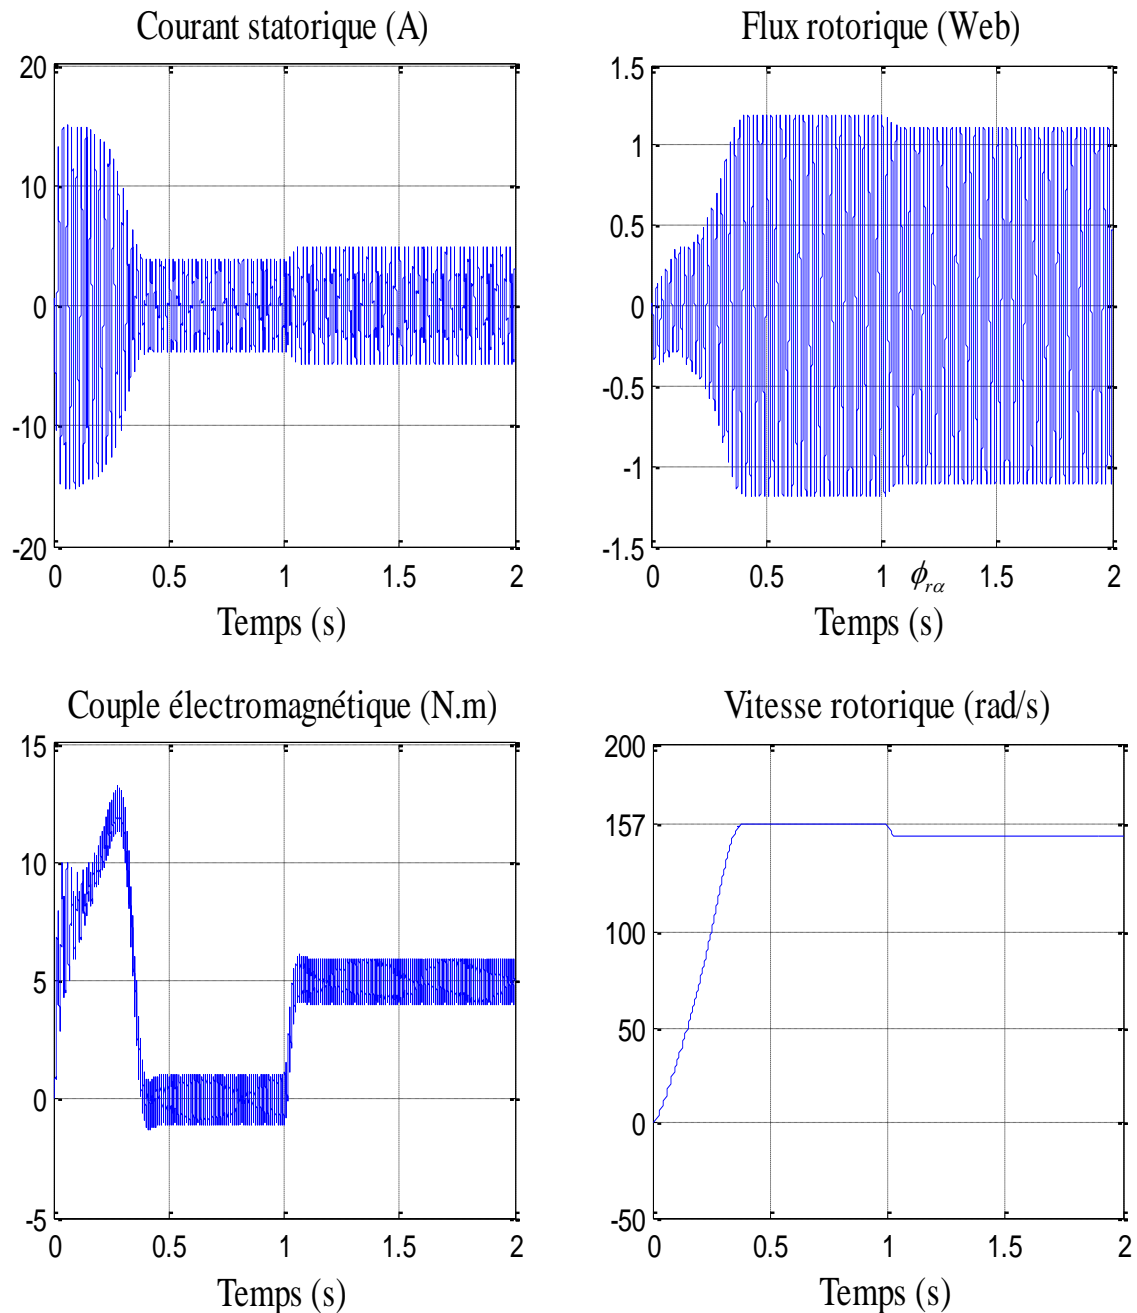 Courant statorique (A)
20
10
0
-10
-20
0 0.5 1 1.5 2
Temps (s)
Flux rotorique (Web)
1.5
1
0.5
0
-0.5
-1
-1.5
0 0.5 1 ϕrα 1.5 2
Temps (s)
Couple électromagnétique (N.m)
15
10
5
0
-5
0 0.5 1 1.5 2
Temps (s)
Vitesse rotorique (rad/s)
200
157
100
50
0
-50
0 0.5 1 1.5 2
Temps (s)